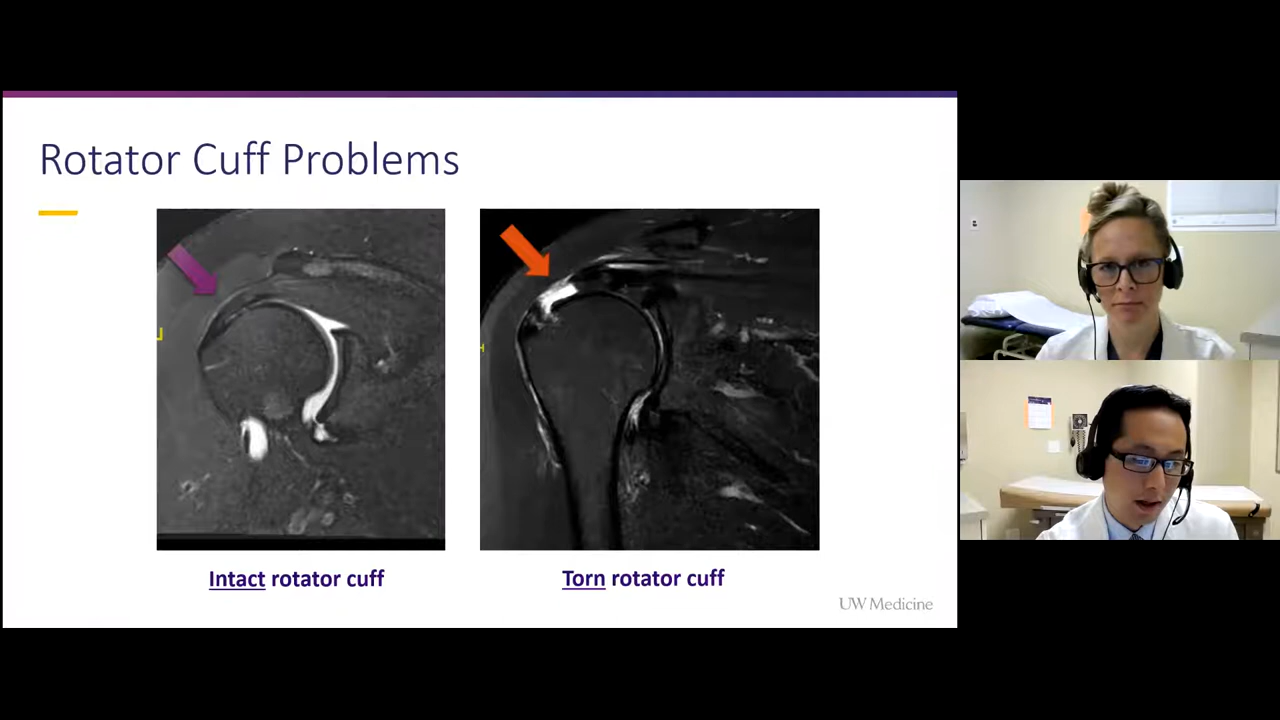 Rotator Cuff Problems
Intact rotator cuff
Torn rotator cuff
UW Medicine